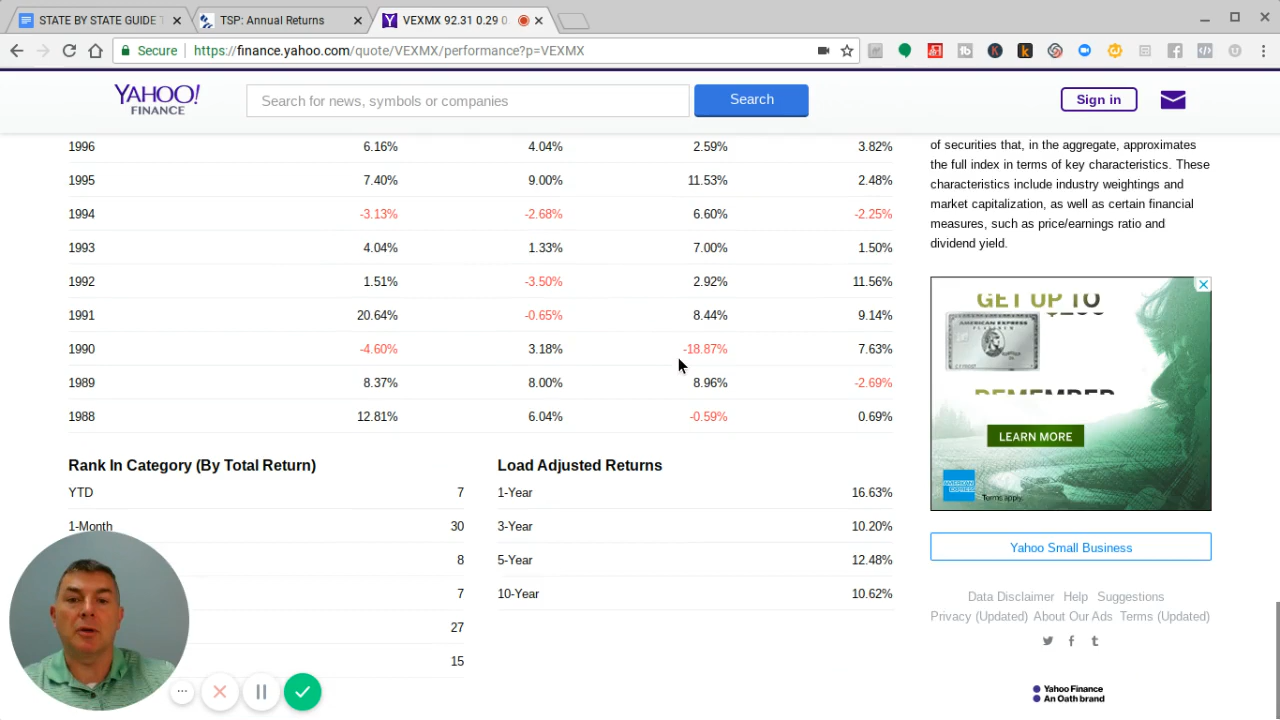 STATE BY STATE GUIDE
TSP: Annual Returns
VEXMX 92.31 0.29 0.
Secure https://finance.yahoo.com/quote/VEXMX/performance?p=VEXMX
YAHOO!
FINANCE
Search for news, symbols or companies
Search
Sign in
1996 6.16% 4.04% 2.59% 3.82%
1995 7.40% 9.00% 11.53% 2.48%
1994 -3.13% -2.68% 6.60% -2.25%
1993 4.04% 1.33% 7.00% 1.50%
1992 1.51% -3.50% 2.92% 11.56%
1991 20.64% -0.65% 8.44% 9.14%
1990 -4.60% 3.18% -18.87% 7.63%
1989 8.37% 8.00% 8.96% -2.69%
1988 12.81% 6.04% -0.59% 0.69%
Rank In Category (By Total Return)
YTD 7
1-Month 30
8
7
27
15
Load Adjusted Returns
1-Year 16.63%
3-Year 10.20%
5-Year 12.48%
10-Year 10.62%
of securities that, in the aggregate, approximates
the full index in terms of key characteristics. These
characteristics include industry weightings and
market capitalization, as well as certain financial
measures, such as price/earnings ratio and
dividend yield.
GET UP TO
AMERICAN EXPRESS
REMEMBER
LEARN MORE
AMERICAN EXPRESS
Terms apply.
Yahoo Small Business
Data Disclaimer Help Suggestions
Privacy (Updated) About Our Ads Terms (Updated)
Yahoo Finance
An Oath brand